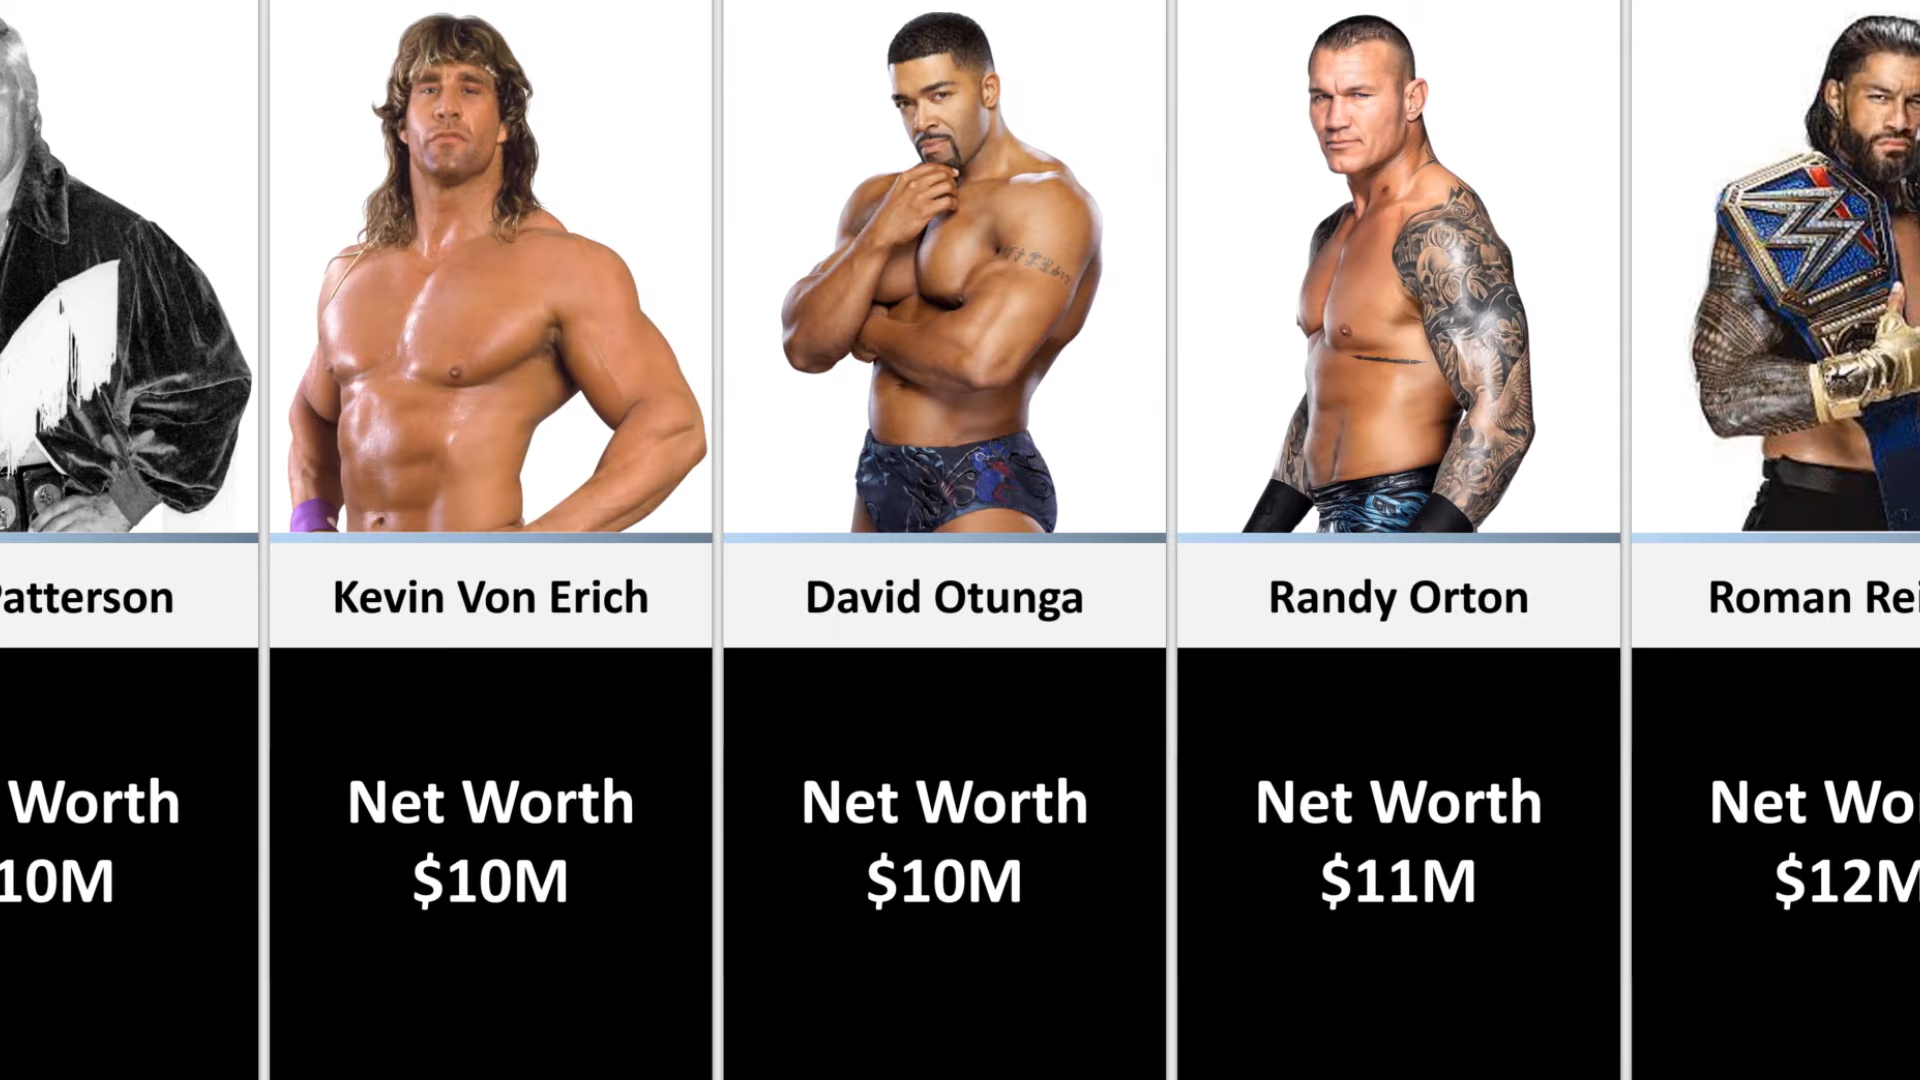 atterson
Kevin Von Erich
David Otunga
Randy Orton
Roman Rei
Worth
10M
Net Worth
$10M
Net Worth
$10M
Net Worth
$11M
Net Wo
$12M